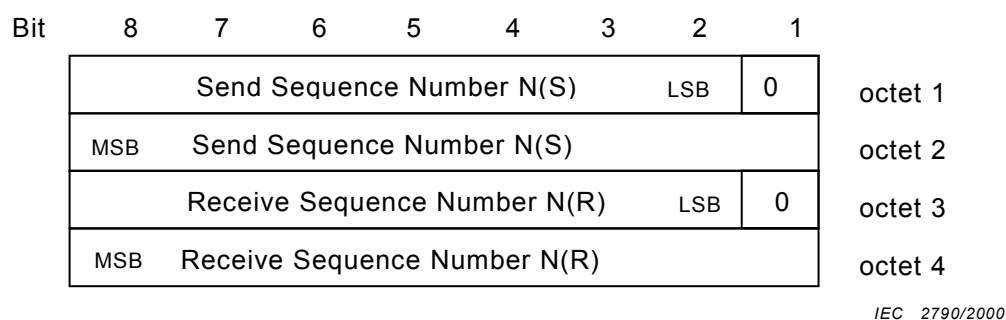 Bit 8 7 6 5 4 3 2 1
Send Sequence Number N(S) LSB 0 octet 1
MSB Send Sequence Number N(S) octet 2
Receive Sequence Number N(R) LSB 0 octet 3
MSB Receive Sequence Number N(R) octet 4
IEC 2790/2000